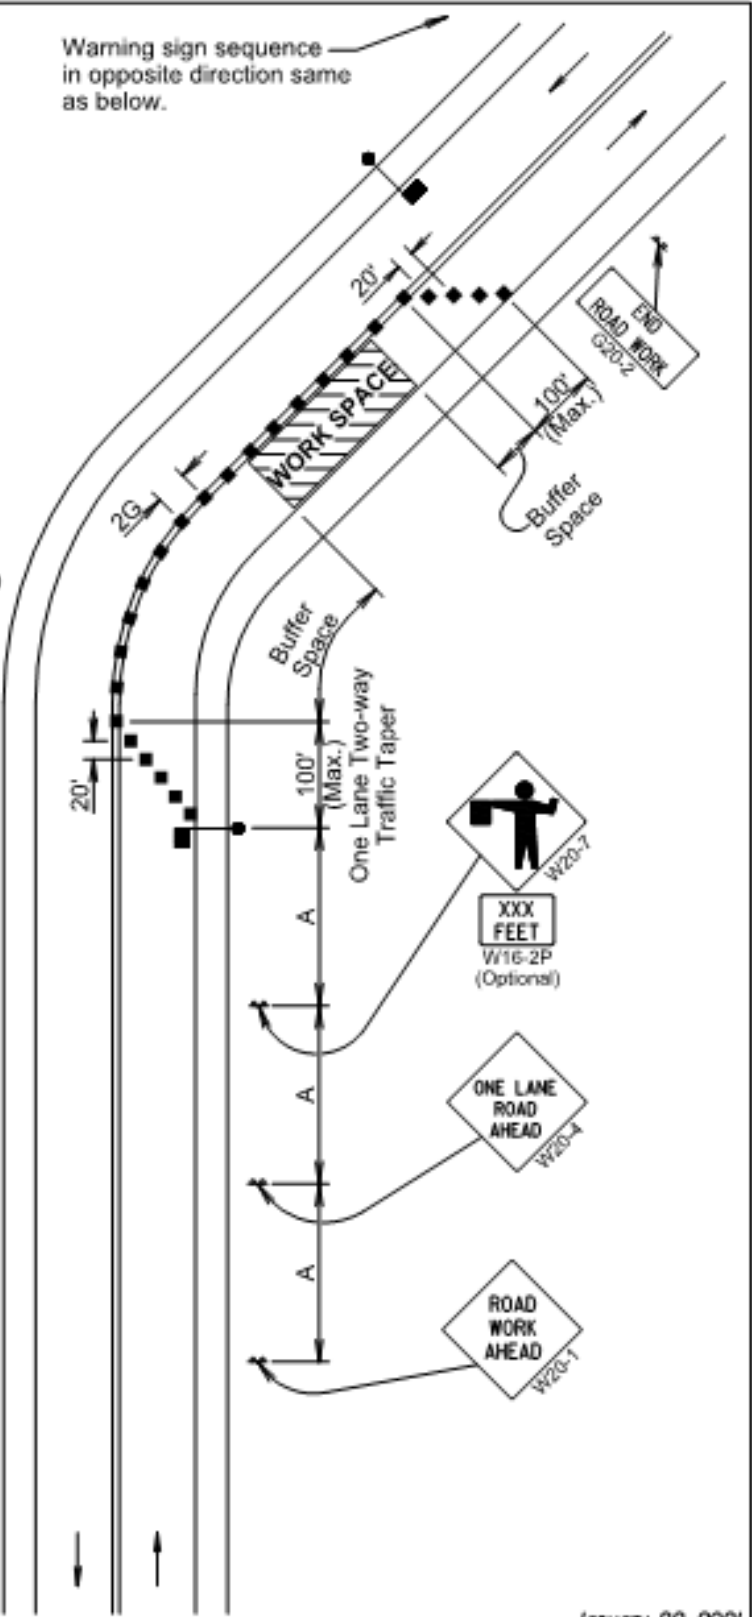 Warning sign sequence
in opposite direction same
as below.
20'
END
ROAD WORK
G20-2
WORK SPACE
100'
(Max.)
Buffer
Space
2G
Buffer
Space
20'
100'
(Max.)
One Lane Two-way
Traffic Taper
W20-7
XXX
FEET
W16-2P
(Optional)
A
A
ONE LANE
ROAD
AHEAD
W20-4
A
ROAD
WORK
AHEAD
W20-1